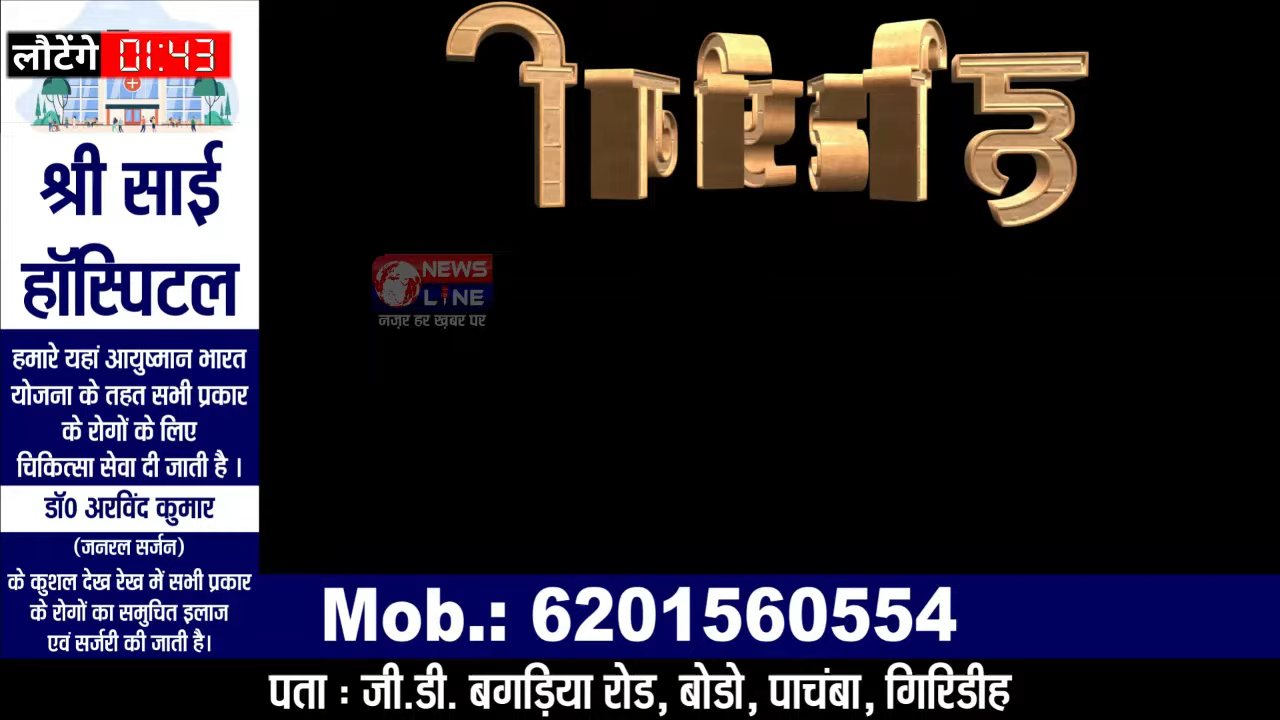 लौटेंगे 01:43
श्री साई
हॉस्पिटल
हमारे यहां आयुष्मान भारत
योजना के तहत सभी प्रकार
के रोगों के लिए
चिकित्सा सेवा दी जाती है ।
डॉ0 अरविंद कुमार
(जनरल सर्जन)
के कुशल देख रेख में सभी प्रकार
के रोगों का समुचित इलाज
एवं सर्जरी की जाती है।
NEWS
LINE
नज़र हर ख़बर पर
Mob.: 6201560554
पता : जी.डी. बगड़िया रोड, बोडो, पाचंबा, गिरिडीह